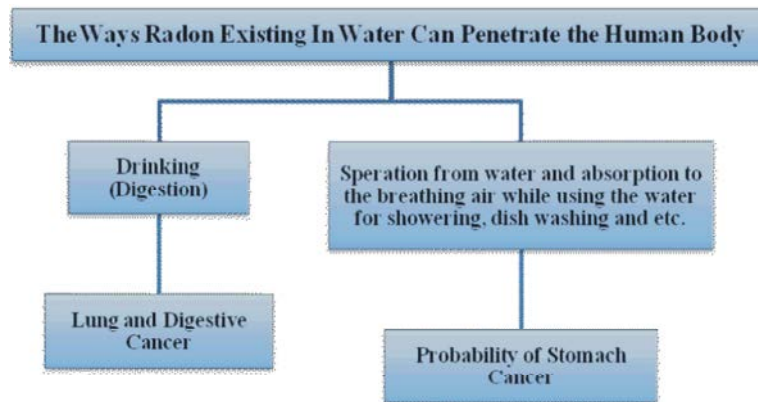 The Ways Radon Existing In Water Can Penetrate the Human Body
Drinking
(Digestion)
Speration from water and absorption to
the breathing air while using the water
for showering, dish washing and etc.
Lung and Digestive
Cancer
Probability of Stomach
Cancer